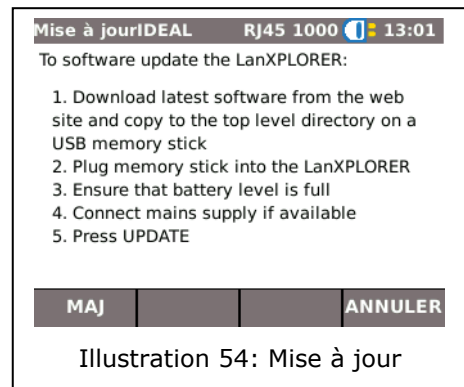 Mise à jourIDEAL RJ45 1000 13:01
To software update the LanXPLORER:
1. Download latest software from the web
site and copy to the top level directory on a
USB memory stick
2. Plug memory stick into the LanXPLORER
3. Ensure that battery level is full
4. Connect mains supply if available
5. Press UPDATE
MAJ ANNULER
Illustration 54: Mise à jour